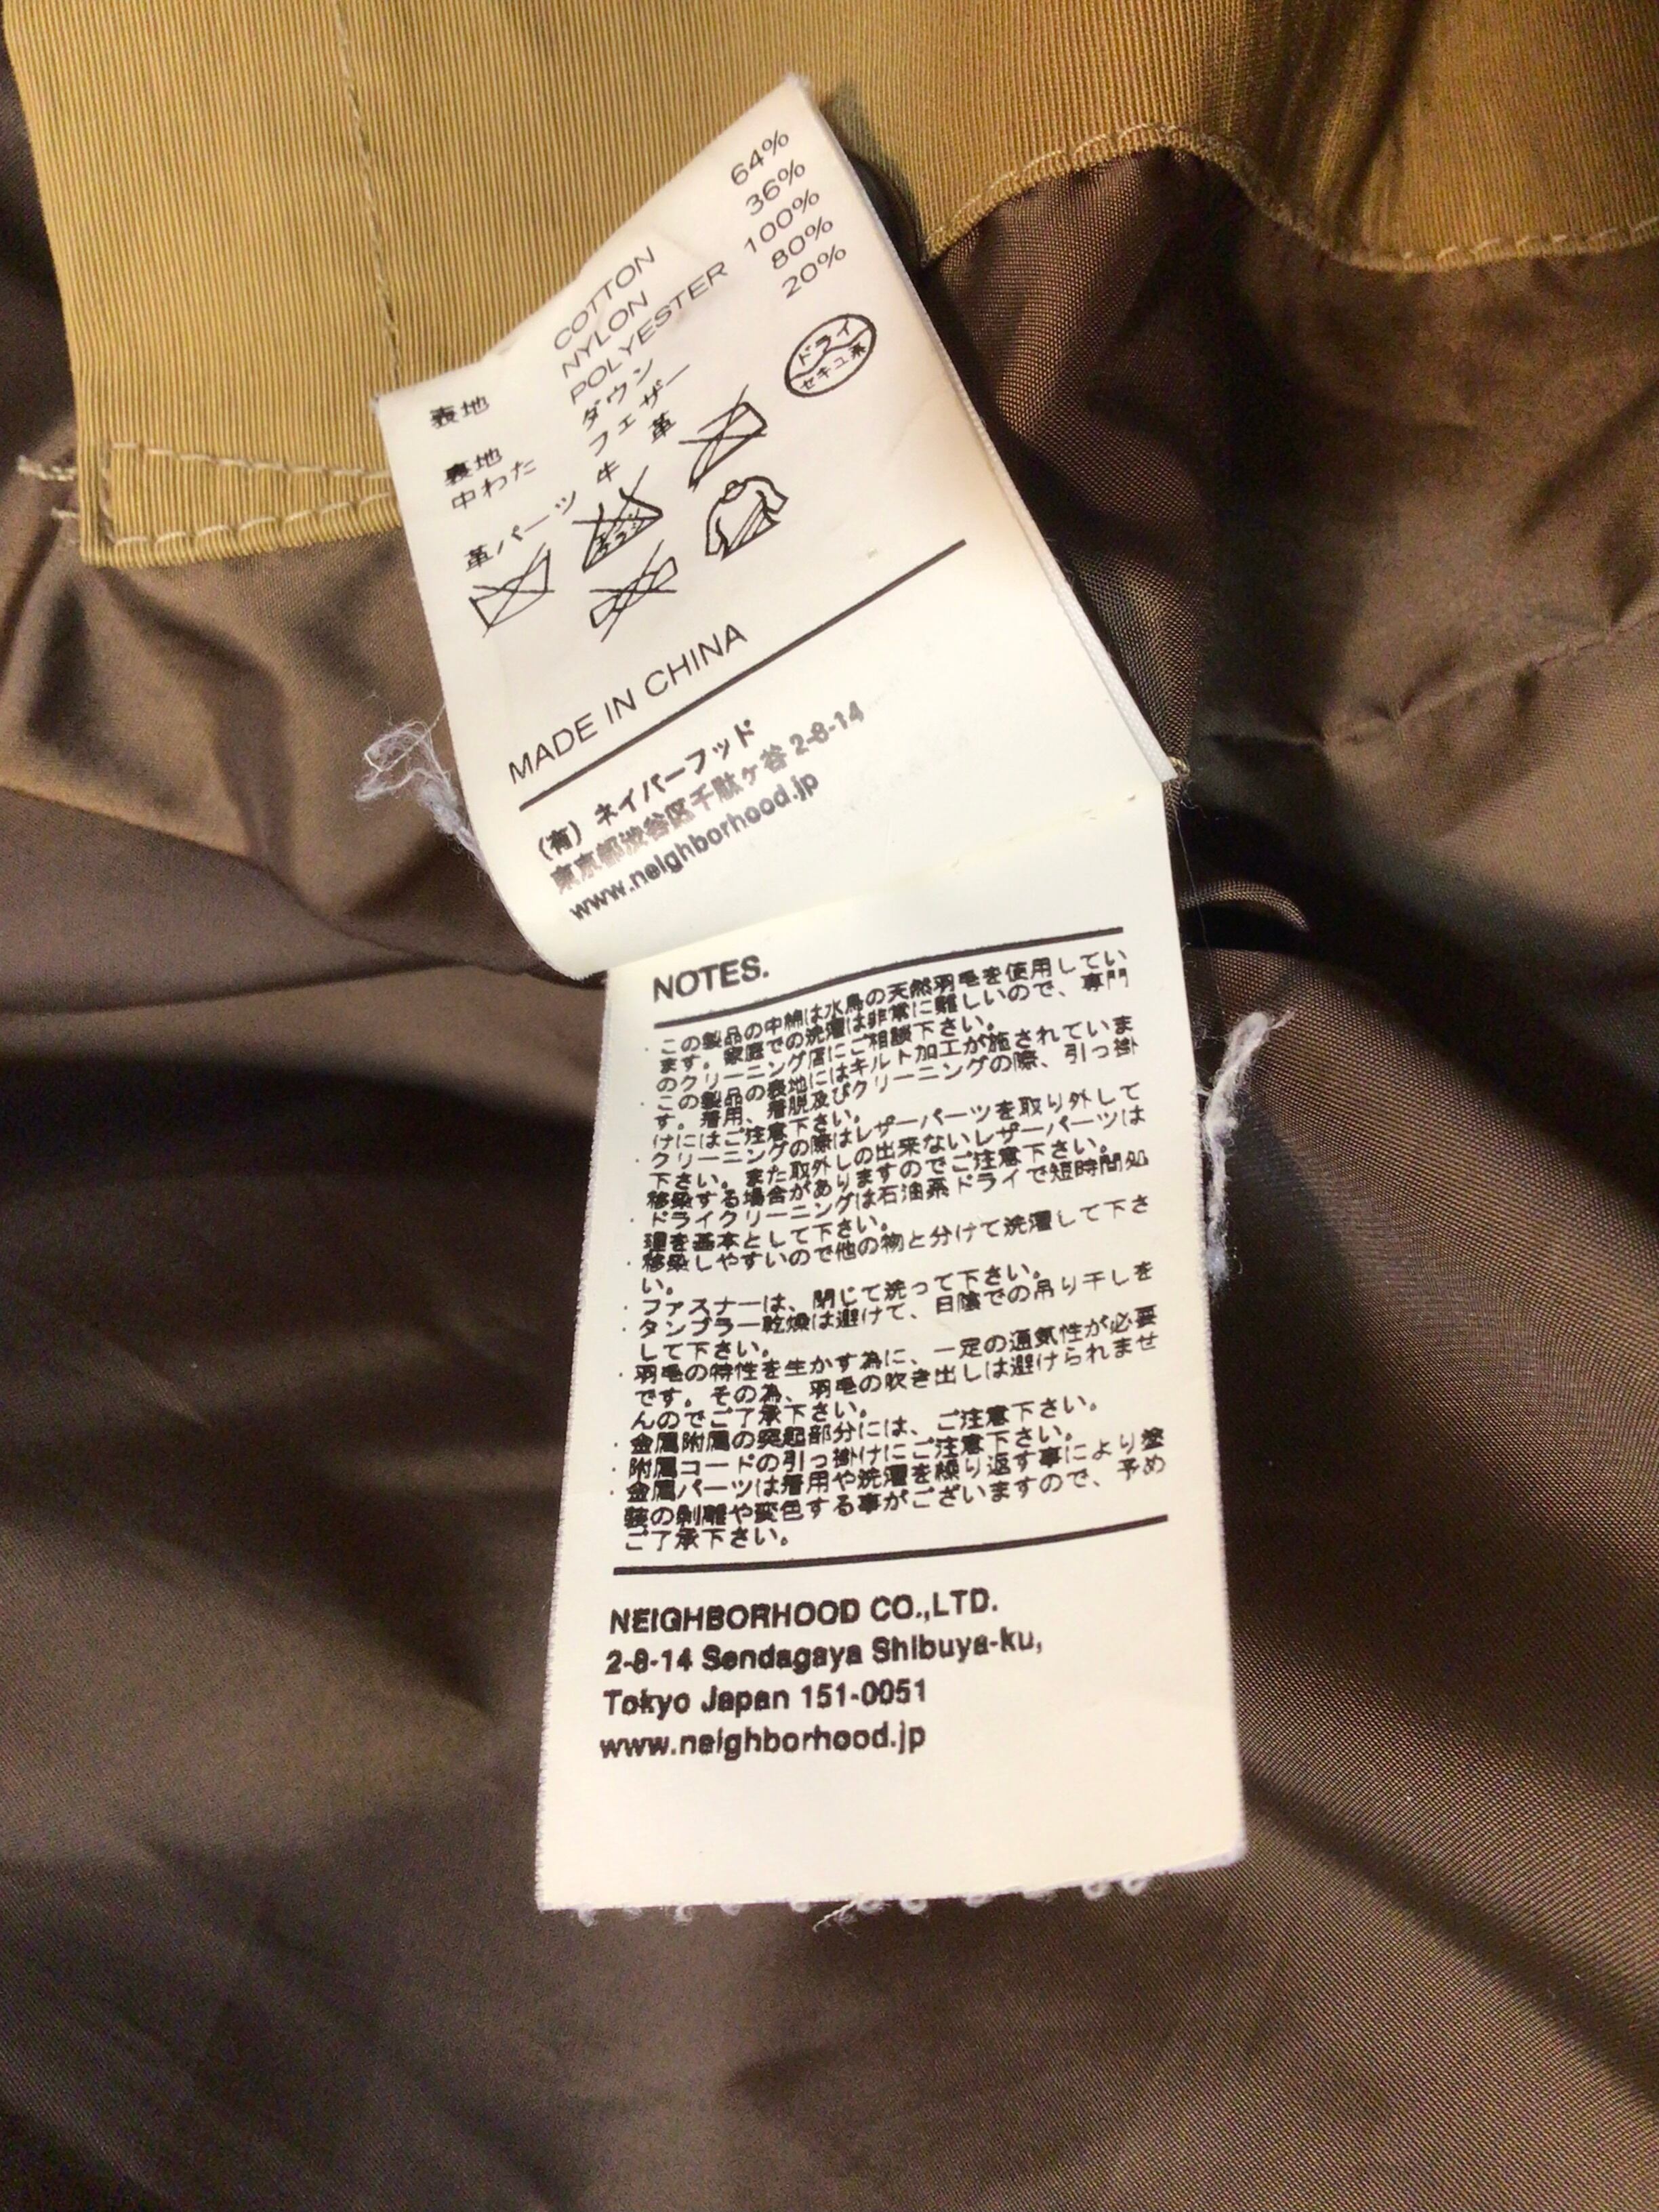 表地 COTTON 64%
NYLON 36%
裏地 POLYESTER 100%
中わた ダウン 80%
フェザー 20%
革パーツ 牛革
ドライ
セキユ系
MADE IN CHINA
(有) ネイバーフッド
東京都渋谷区千駄ヶ谷 2-8-14
www.neighborhood.jp
NOTES.
・この製品の中綿は水鳥の天然羽毛を使用してい
ます。家庭での洗濯は非常に難しいので、専門
のクリーニング店にご相談下さい。
・この製品の表地にはキルト加工が施されていま
す。着用、着脱及びクリーニングの際、引っ掛
けにはご注意下さい。
・クリーニングの際はレザーパーツを取り外して
下さい。また取外しの出来ないレザーパーツは
移染する場合がありますのでご注意下さい。
・ドライクリーニングは石油系ドライで短時間処
理を基本として下さい。
・移染しやすいので他の物と分けて洗濯して下さ
い。
・ファスナーは、閉じて洗って下さい。
・タンブラー乾燥は避けて、日陰での吊り干しを
して下さい。
・羽毛の特性を生かす為に、一定の通気性が必要
です。その為、羽毛の吹き出しは避けられませ
んのでご了承下さい。
・金属附属の突起部分には、ご注意下さい。
・附属コードの引っ掛けにご注意下さい。
・金属パーツは着用や洗濯を繰り返す事により塗
装の剥離や変色する事がございますので、予め
ご了承下さい。
NEIGHBORHOOD CO.,LTD.
2-8-14 Sendagaya Shibuya-ku,
Tokyo Japan 151-0051
www.neighborhood.jp